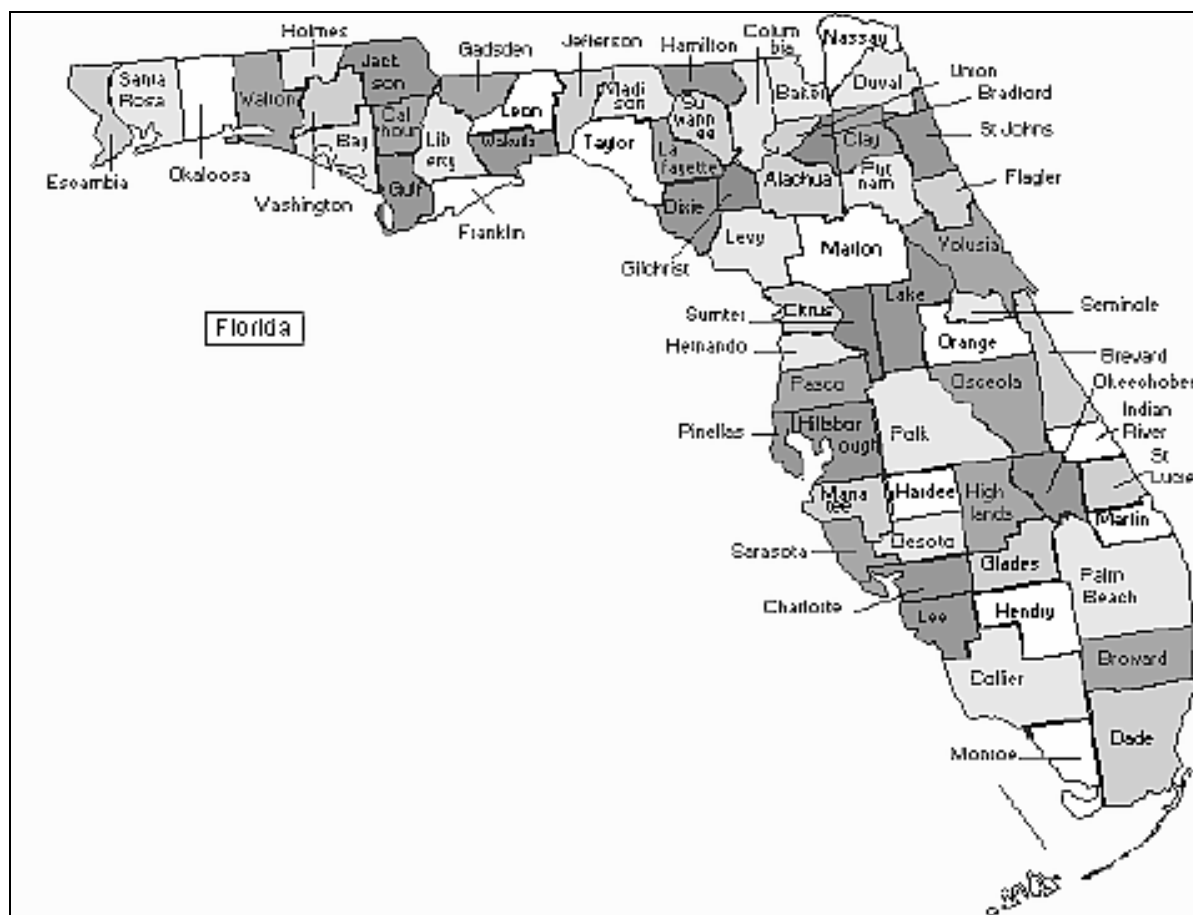 Holmes
Gadsden
Jefferson
Hamilton
Colum
bia
Nassau
Union
Bradford
Jack
son
Santa
Rosa
Walton
Leon
Madi
son
Su
wann
ee
Baker
Duval
Cal
houn
Bay
Lib
erty
Wakulla
Taylor
La
fayette
Clay
St Johns
Escambia
Okaloosa
Washington
Gulf
Franklin
Dixie
Alachua
Put
nam
Flagler
Gilchrist
Levy
Marion
Volusia
Florida
Sumter
Citrus
Lake
Seminole
Hernando
Orange
Brevard
Pasco
Osceola
Okeechobee
Pinellas
Hillsbor
ough
Polk
Indian
River
St
Lucie
Mana
tee
Hardee
High
lands
Martin
Sarasota
Desoto
Glades
Palm
Beach
Charlotte
Lee
Hendry
Collier
Broward
Monroe
Dade